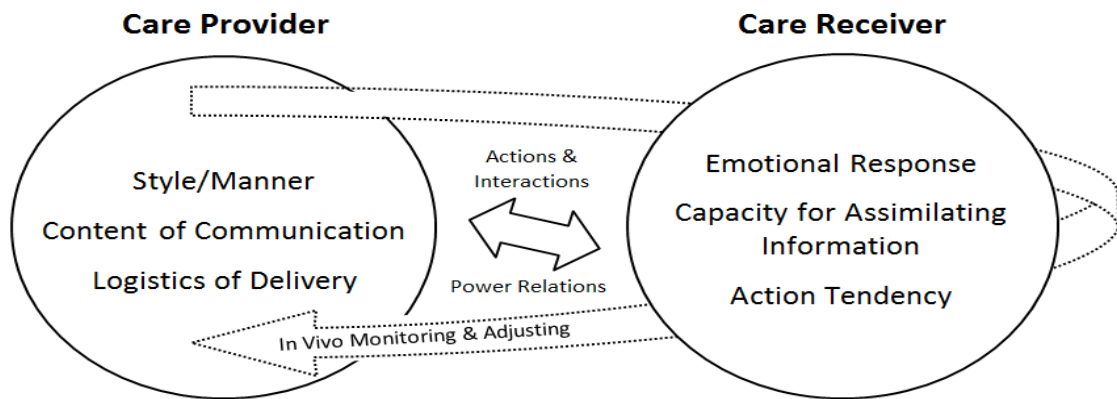 Care Provider
Care Receiver
Style/Manner
Content of Communication
Logistics of Delivery
Actions &
Interactions
Power Relations
In Vivo Monitoring & Adjusting
Emotional Response
Capacity for Assimilating
Information
Action Tendency